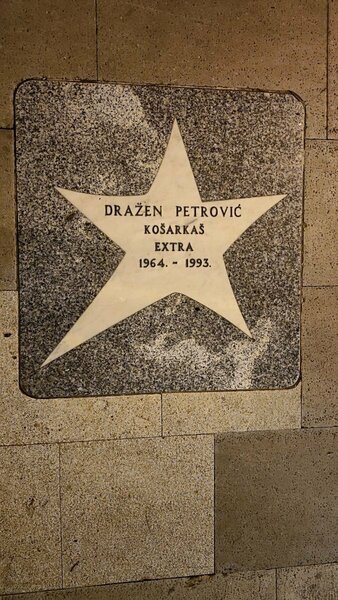 DRAŽEN PETROVIĆ
KOŠARKAŠ
EXTRA
1964. - 1993.